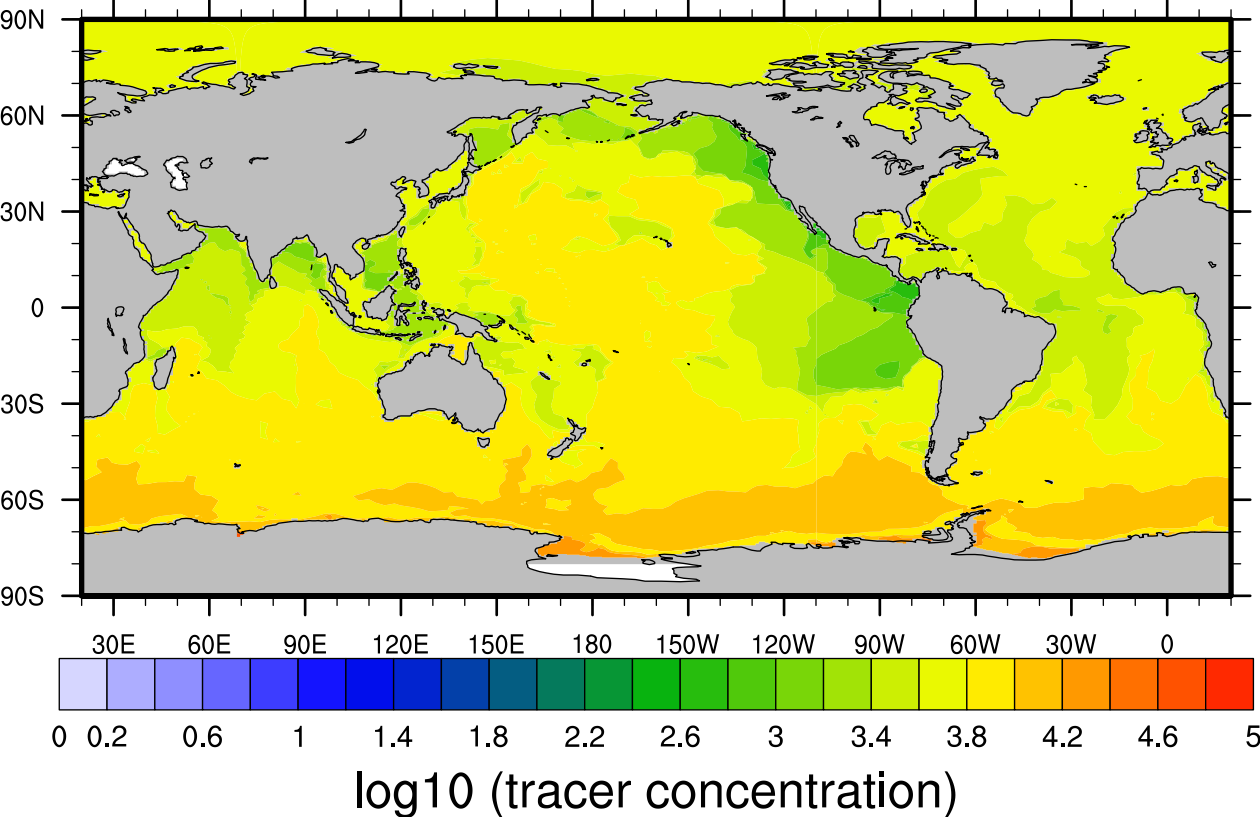 90N
60N
30N
0
30S
60S
90S
30E 60E 90E 120E 150E 180 150W 120W 90W 60W 30W 0
0 0.2 0.6 1 1.4 1.8 2.2 2.6 3 3.4 3.8 4.2 4.6 5
log10 (tracer concentration)